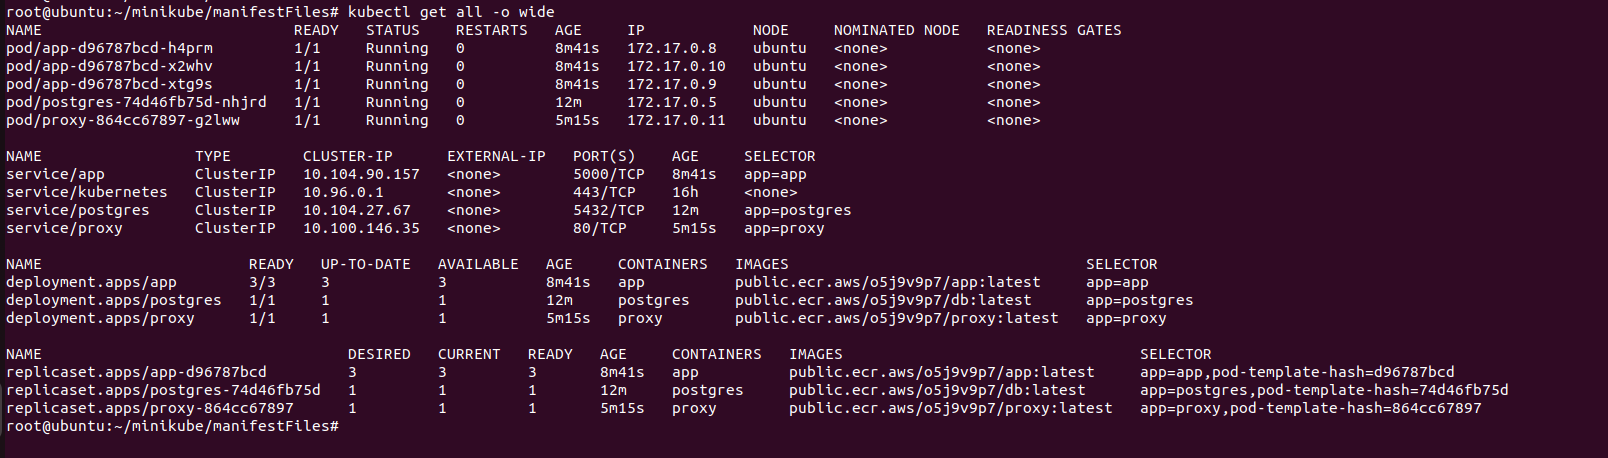 root@ubuntu:~/minikube/manifestFiles# kubectl get all -o wide
NAME                            READY   STATUS    RESTARTS   AGE     IP            NODE     NOMINATED NODE   READINESS GATES
pod/app-d96787bcd-h4prm         1/1     Running   0          8m41s   172.17.0.8    ubuntu   <none>           <none>
pod/app-d96787bcd-x2whv         1/1     Running   0          8m41s   172.17.0.10   ubuntu   <none>           <none>
pod/app-d96787bcd-xtg9s         1/1     Running   0          8m41s   172.17.0.9    ubuntu   <none>           <none>
pod/postgres-74d46fb75d-nhjrd   1/1     Running   0          12m     172.17.0.5    ubuntu   <none>           <none>
pod/proxy-864cc67897-g2lww      1/1     Running   0          5m15s   172.17.0.11   ubuntu   <none>           <none>

NAME                 TYPE        CLUSTER-IP      EXTERNAL-IP   PORT(S)    AGE     SELECTOR
service/app          ClusterIP   10.104.90.157   <none>        5000/TCP   8m41s   app=app
service/kubernetes   ClusterIP   10.96.0.1       <none>        443/TCP    16h     <none>
service/postgres     ClusterIP   10.104.27.67    <none>        5432/TCP   12m     app=postgres
service/proxy        ClusterIP   10.100.146.35   <none>        80/TCP     5m15s   app=proxy

NAME                       READY   UP-TO-DATE   AVAILABLE   AGE     CONTAINERS   IMAGES                                 SELECTOR
deployment.apps/app        3/3     3            3           8m41s   app          public.ecr.aws/o5j9v9p7/app:latest     app=app
deployment.apps/postgres   1/1     1            1           12m     postgres     public.ecr.aws/o5j9v9p7/db:latest      app=postgres
deployment.apps/proxy      1/1     1            1           5m15s   proxy        public.ecr.aws/o5j9v9p7/proxy:latest   app=proxy

NAME                                  DESIRED   CURRENT   READY   AGE     CONTAINERS   IMAGES                                 SELECTOR
replicaset.apps/app-d96787bcd         3         3         3       8m41s   app          public.ecr.aws/o5j9v9p7/app:latest     app=app,pod-template-hash=d96787bcd
replicaset.apps/postgres-74d46fb75d   1         1         1       12m     postgres     public.ecr.aws/o5j9v9p7/db:latest      app=postgres,pod-template-hash=74d46fb75d
replicaset.apps/proxy-864cc67897      1         1         1       5m15s   proxy        public.ecr.aws/o5j9v9p7/proxy:latest   app=proxy,pod-template-hash=864cc67897
root@ubuntu:~/minikube/manifestFiles#